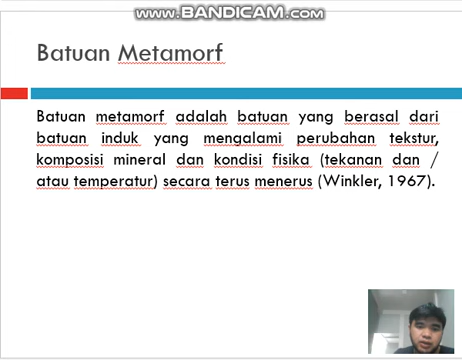 www.BANDICAM.com
Batuan Metamorf
Batuan metamorf adalah batuan yang berasal dari
batuan induk yang mengalami perubahan tekstur,
komposisi mineral dan kondisi fisika (tekanan dan /
atau temperatur) secara terus menerus (Winkler, 1967).